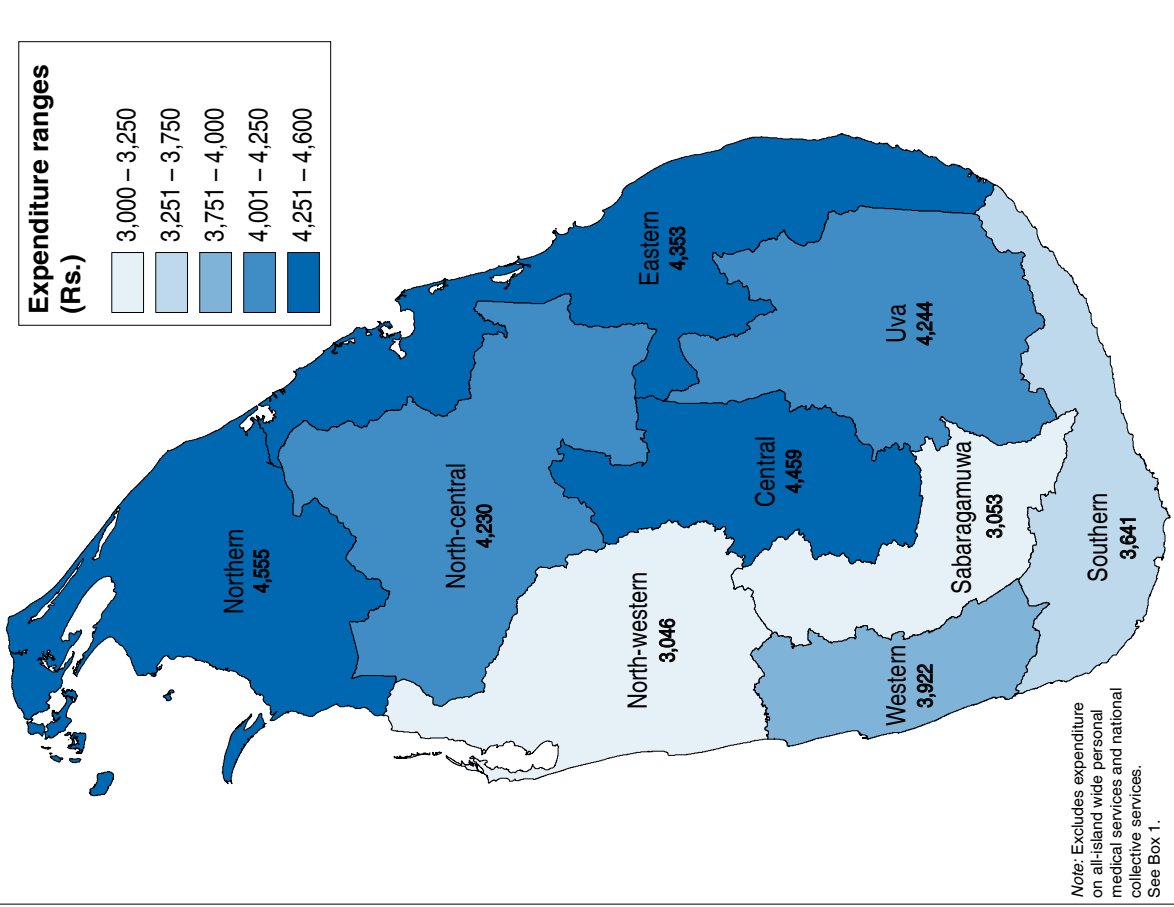 Expenditure ranges
(Rs.)
3,000 – 3,250
3,251 – 3,750
3,751 – 4,000
4,001 – 4,250
4,251 – 4,600
Northern
4,555
North-central
4,230
Eastern
4,353
North-western
3,046
Central
4,459
Uva
4,244
Western
3,922
Sabaragamuwa
3,053
Southern
3,641
Note: Excludes expenditure
on all-island wide personal
medical services and national
collective services.
See Box 1.